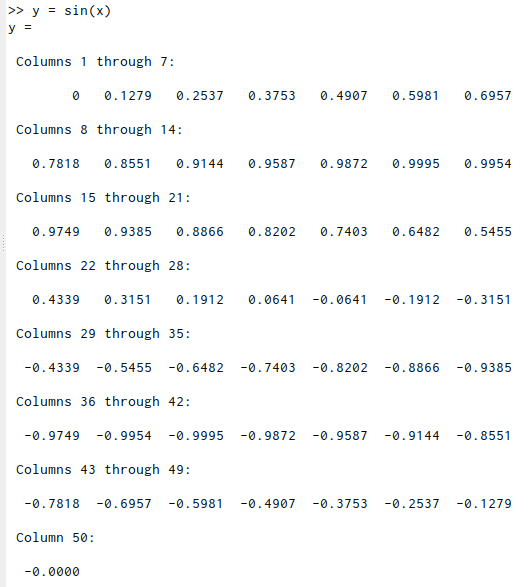 >> y = sin(x)
y =
Columns 1 through 7:
0 0.1279 0.2537 0.3753 0.4907 0.5981 0.6957
Columns 8 through 14:
0.7818 0.8551 0.9144 0.9587 0.9872 0.9995 0.9954
Columns 15 through 21:
0.9749 0.9385 0.8866 0.8202 0.7403 0.6482 0.5455
Columns 22 through 28:
0.4339 0.3151 0.1912 0.0641 -0.0641 -0.1912 -0.3151
Columns 29 through 35:
-0.4339 -0.5455 -0.6482 -0.7403 -0.8202 -0.8866 -0.9385
Columns 36 through 42:
-0.9749 -0.9954 -0.9995 -0.9872 -0.9587 -0.9144 -0.8551
Columns 43 through 49:
-0.7818 -0.6957 -0.5981 -0.4907 -0.3753 -0.2537 -0.1279
Column 50:
-0.0000